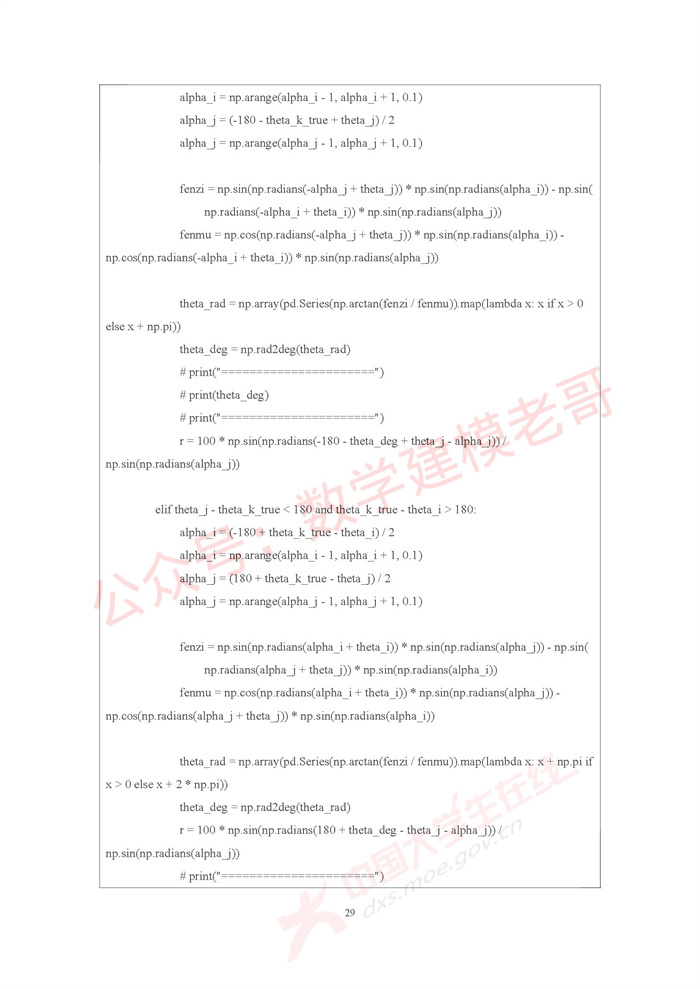 alpha_i = np.arange(alpha_i - 1, alpha_i + 1, 0.1)
alpha_j = (-180 - theta_k_true + theta_j) / 2
alpha_j = np.arange(alpha_j - 1, alpha_j + 1, 0.1)
fenzi = np.sin(np.radians(-alpha_j + theta_j)) * np.sin(np.radians(alpha_i)) - np.sin(
np.radians(-alpha_i + theta_i)) * np.sin(np.radians(alpha_j))
fenmu = np.cos(np.radians(-alpha_j + theta_j)) * np.sin(np.radians(alpha_i)) -
np.cos(np.radians(-alpha_i + theta_i)) * np.sin(np.radians(alpha_j))
theta_rad = np.array(pd.Series(np.arctan(fenzi / fenmu)).map(lambda x: x if x > 0
else x + np.pi))
theta_deg = np.rad2deg(theta_rad)
# print("======================")
# print(theta_deg)
# print("======================")
r = 100 * np.sin(np.radians(-180 - theta_deg + theta_j - alpha_j)) /
np.sin(np.radians(alpha_j))
elif theta_j - theta_k_true < 180 and theta_k_true - theta_i > 180:
alpha_i = (-180 + theta_k_true - theta_i) / 2
alpha_i = np.arange(alpha_i - 1, alpha_i + 1, 0.1)
alpha_j = (180 + theta_k_true - theta_j) / 2
alpha_j = np.arange(alpha_j - 1, alpha_j + 1, 0.1)
fenzi = np.sin(np.radians(alpha_i + theta_i)) * np.sin(np.radians(alpha_j)) - np.sin(
np.radians(alpha_j + theta_j)) * np.sin(np.radians(alpha_i))
fenmu = np.cos(np.radians(alpha_i + theta_i)) * np.sin(np.radians(alpha_j)) -
np.cos(np.radians(alpha_j + theta_j)) * np.sin(np.radians(alpha_i))
theta_rad = np.array(pd.Series(np.arctan(fenzi / fenmu)).map(lambda x: x + np.pi if
x > 0 else x + 2 * np.pi))
theta_deg = np.rad2deg(theta_rad)
r = 100 * np.sin(np.radians(180 + theta_deg - theta_j - alpha_j)) /
np.sin(np.radians(alpha_j))
# print("======================")
29
公众号：数学建模老哥
中国大学生在线
dxs.moe.gov.cn